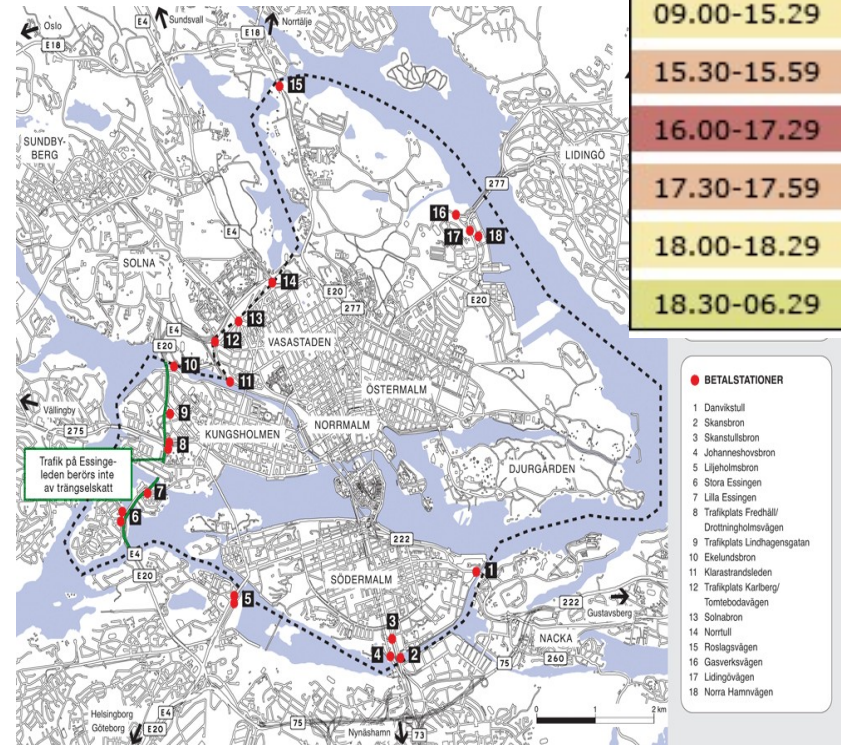 Oslo
E18
E4
Sundsvall
E18
Norrtälje
15
SUNDBY-
BERG
LIDINGÖ
277
16
17
18
E4
SOLNA
14
E20
277
E20
13
E4
E20
12
VASASTADEN
10
11
ÖSTERMALM
Vällingby
9
275
KUNGSHOLMEN
NORRMALM
8
Trafik på Essinge-
leden berörs inte
av trängselskatt
DJURGÅRDEN
7
6
222
E4
E20
1
SÖDERMALM
5
222
Gustavsberg
3
NACKA
4
2
75
260
Helsingborg
Göteborg
E4
E20
75
Nynäshamn
73
0
1
2 km
09.00-15.29
15.30-15.59
16.00-17.29
17.30-17.59
18.00-18.29
18.30-06.29
BETALSTATIONER
1 Danvikstull
2 Skansbron
3 Skanstullsbron
4 Johanneshovsbron
5 Liljeholmsbron
6 Stora Essingen
7 Lilla Essingen
8 Trafikplats Fredhäll/
Drottningholmsvägen
9 Trafikplats Lindhagensgatan
10 Ekelundsbron
11 Klarastrandsleden
12 Trafikplats Karlberg/
Tomtebodavägen
13 Solnabron
14 Norrtull
15 Roslagsvägen
16 Gasverksvägen
17 Lidingövägen
18 Norra Hamnvägen